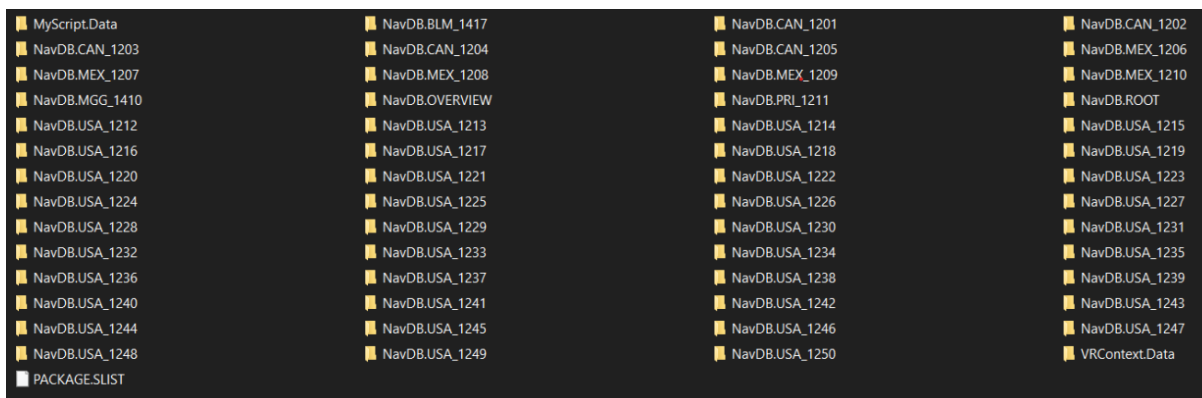 MyScript.Data NavDB.BLM_1417 NavDB.CAN_1201 NavDB.CAN_1202
NavDB.CAN_1203 NavDB.CAN_1204 NavDB.CAN_1205 NavDB.MEX_1206
NavDB.MEX_1207 NavDB.MEX_1208 NavDB.MEX_1209 NavDB.MEX_1210
NavDB.MGG_1410 NavDB.OVERVIEW NavDB.PRI_1211 NavDB.ROOT
NavDB.USA_1212 NavDB.USA_1213 NavDB.USA_1214 NavDB.USA_1215
NavDB.USA_1216 NavDB.USA_1217 NavDB.USA_1218 NavDB.USA_1219
NavDB.USA_1220 NavDB.USA_1221 NavDB.USA_1222 NavDB.USA_1223
NavDB.USA_1224 NavDB.USA_1225 NavDB.USA_1226 NavDB.USA_1227
NavDB.USA_1228 NavDB.USA_1229 NavDB.USA_1230 NavDB.USA_1231
NavDB.USA_1232 NavDB.USA_1233 NavDB.USA_1234 NavDB.USA_1235
NavDB.USA_1236 NavDB.USA_1237 NavDB.USA_1238 NavDB.USA_1239
NavDB.USA_1240 NavDB.USA_1241 NavDB.USA_1242 NavDB.USA_1243
NavDB.USA_1244 NavDB.USA_1245 NavDB.USA_1246 NavDB.USA_1247
NavDB.USA_1248 NavDB.USA_1249 NavDB.USA_1250 VRContext.Data
PACKAGE.SLIST